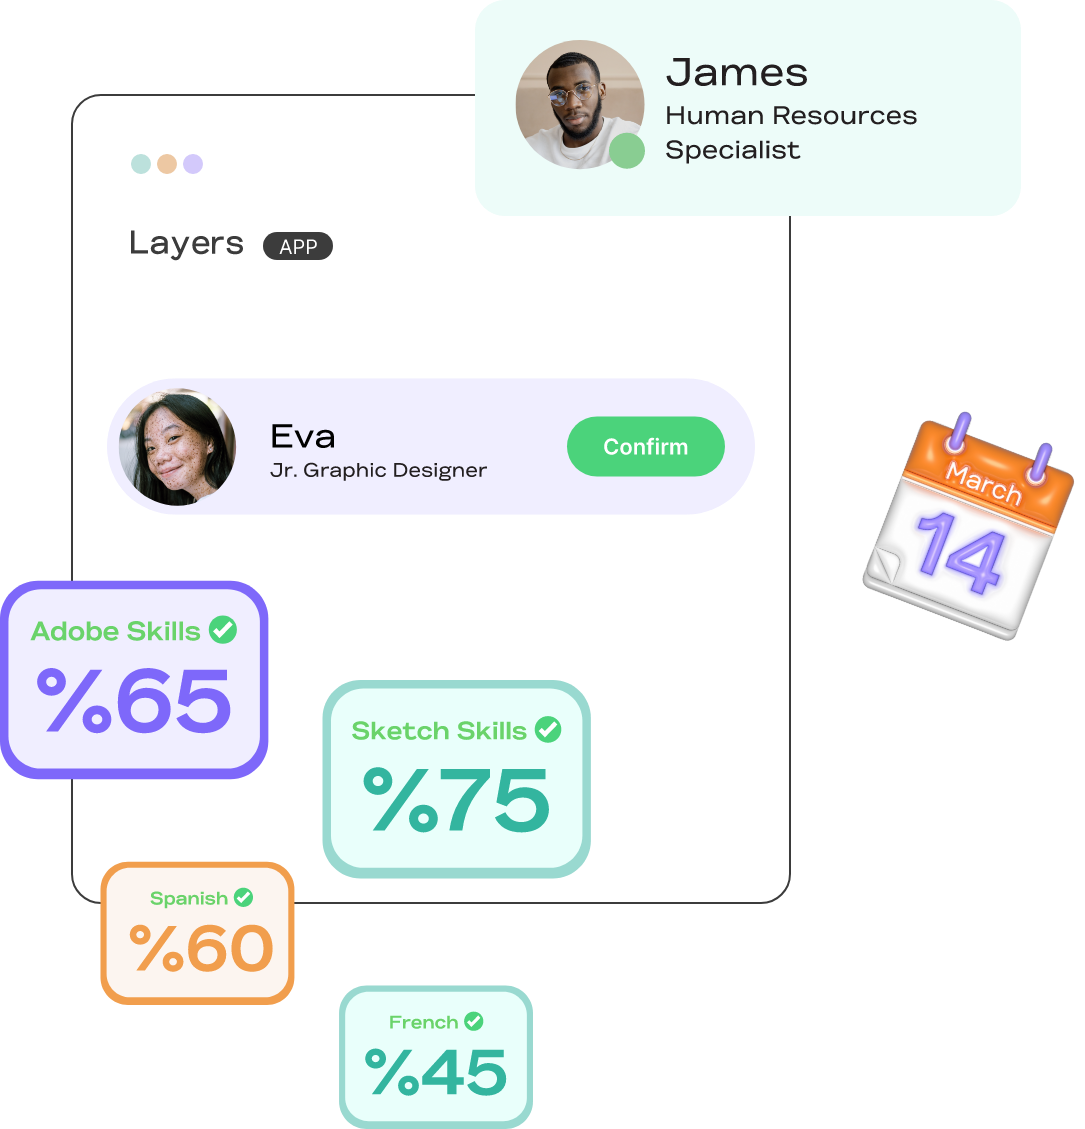 James
Human Resources
Specialist
Layers APP
Eva
Jr. Graphic Designer
Confirm
March
14
Adobe Skills
%65
Sketch Skills
%75
Spanish
%60
French
%45